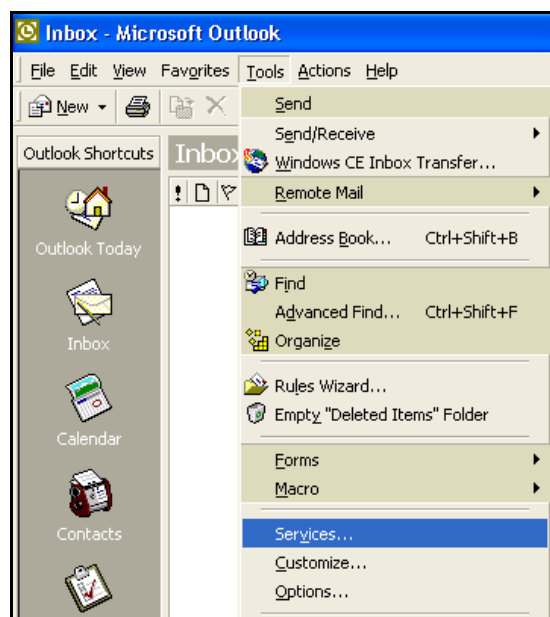 Inbox - Microsoft Outlook
File Edit View Favorites Tools Actions Help
New
Send
Send/Receive
Outlook Shortcuts
Inbox
Windows CE Inbox Transfer...
Remote Mail
Address Book... Ctrl+Shift+B
Outlook Today
Find
Advanced Find... Ctrl+Shift+F
Organize
Inbox
Rules Wizard...
Empty "Deleted Items" Folder
Calendar
Forms
Macro
Contacts
Services...
Customize...
Options...